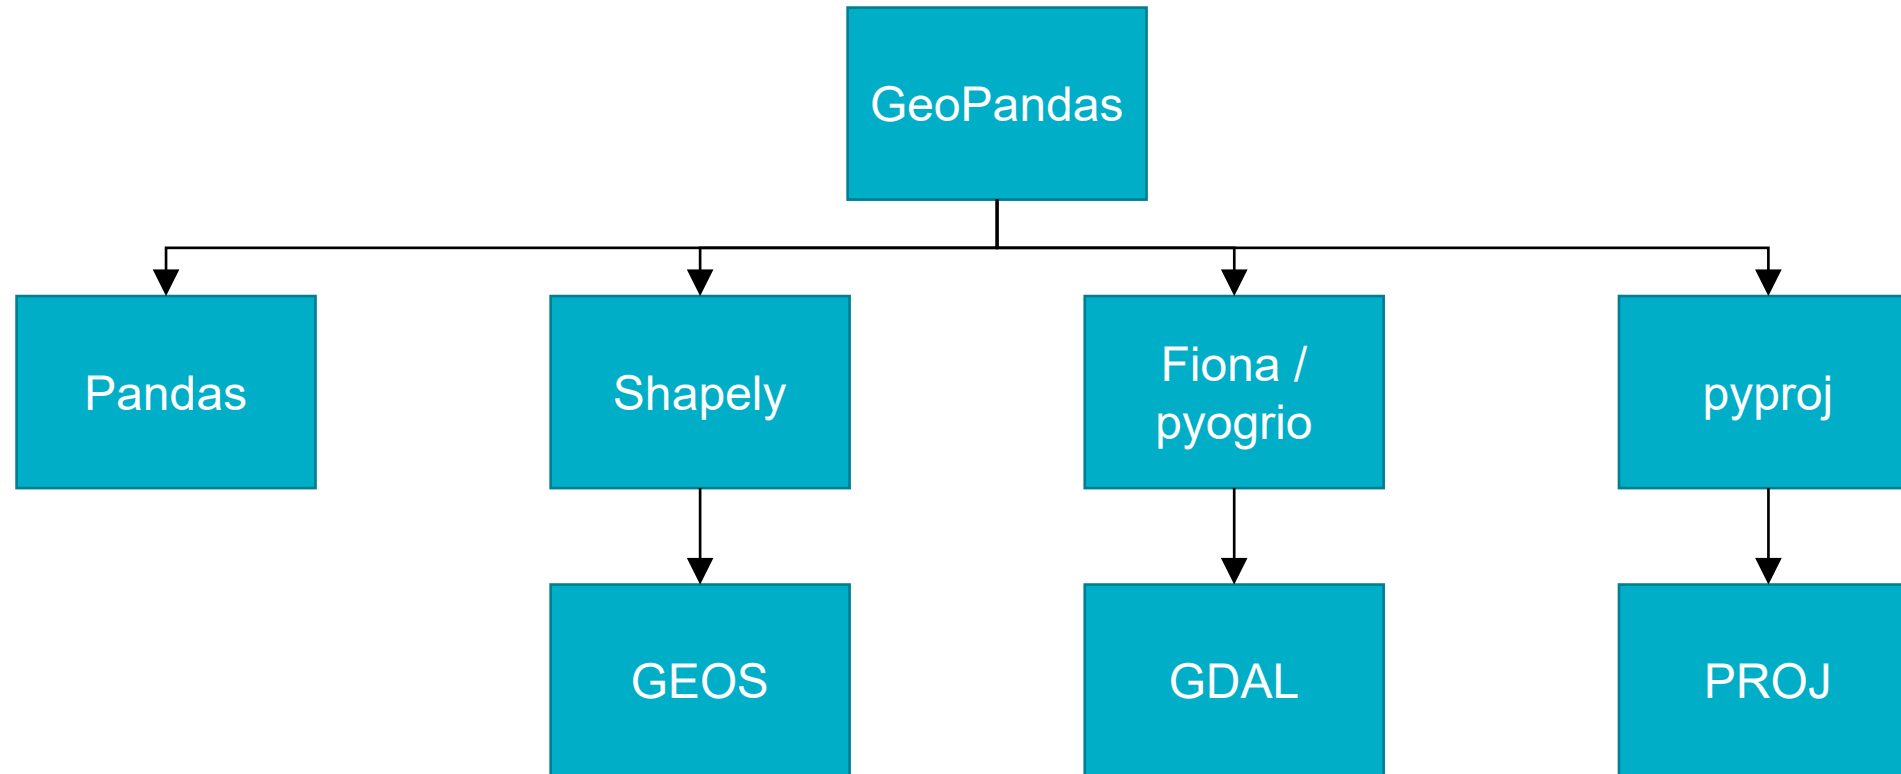 GeoPandas
Pandas
Shapely
Fiona /
pyogrio
pyproj
GEOS
GDAL
PROJ